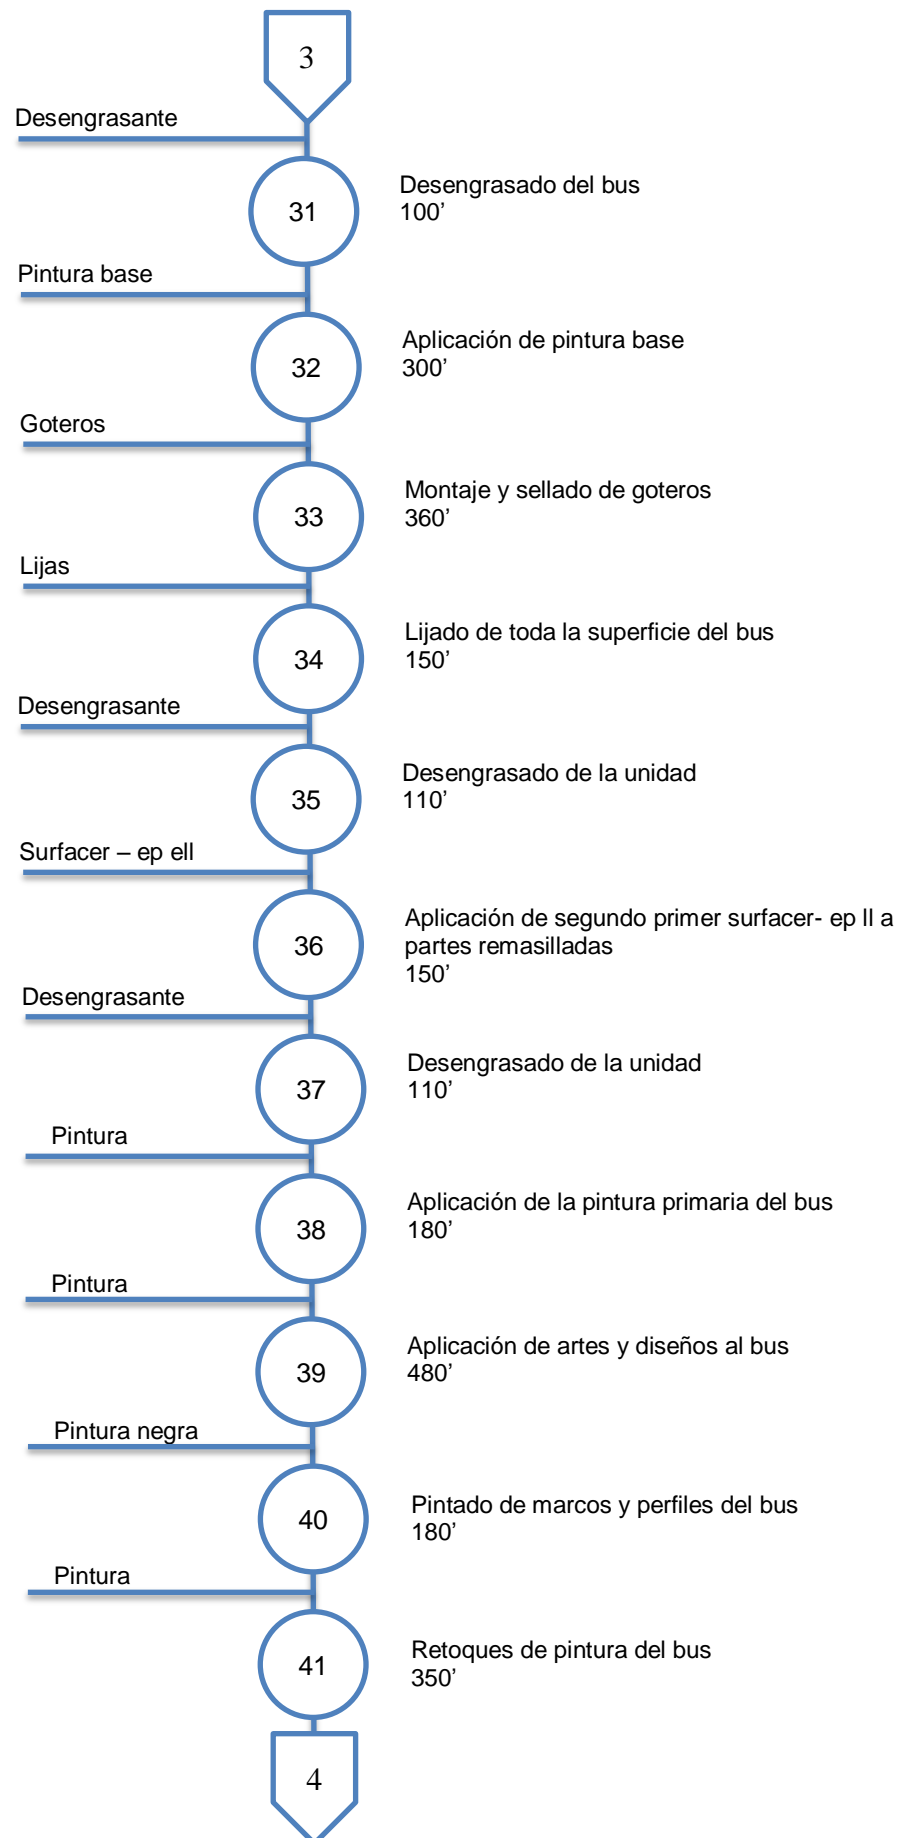 3
Desengrasante
31
Desengrasado del bus
100’
Pintura base
32
Aplicación de pintura base
300’
Goteros
33
Montaje y sellado de goteros
360’
Lijas
34
Lijado de toda la superficie del bus
150’
Desengrasante
35
Desengrasado de la unidad
110’
Surfacer – ep ell
36
Aplicación de segundo primer surfacer- ep ll a
partes remasilladas
150’
Desengrasante
37
Desengrasado de la unidad
110’
Pintura
38
Aplicación de la pintura primaria del bus
180’
Pintura
39
Aplicación de artes y diseños al bus
480’
Pintura negra
40
Pintado de marcos y perfiles del bus
180’
Pintura
41
Retoques de pintura del bus
350’
4